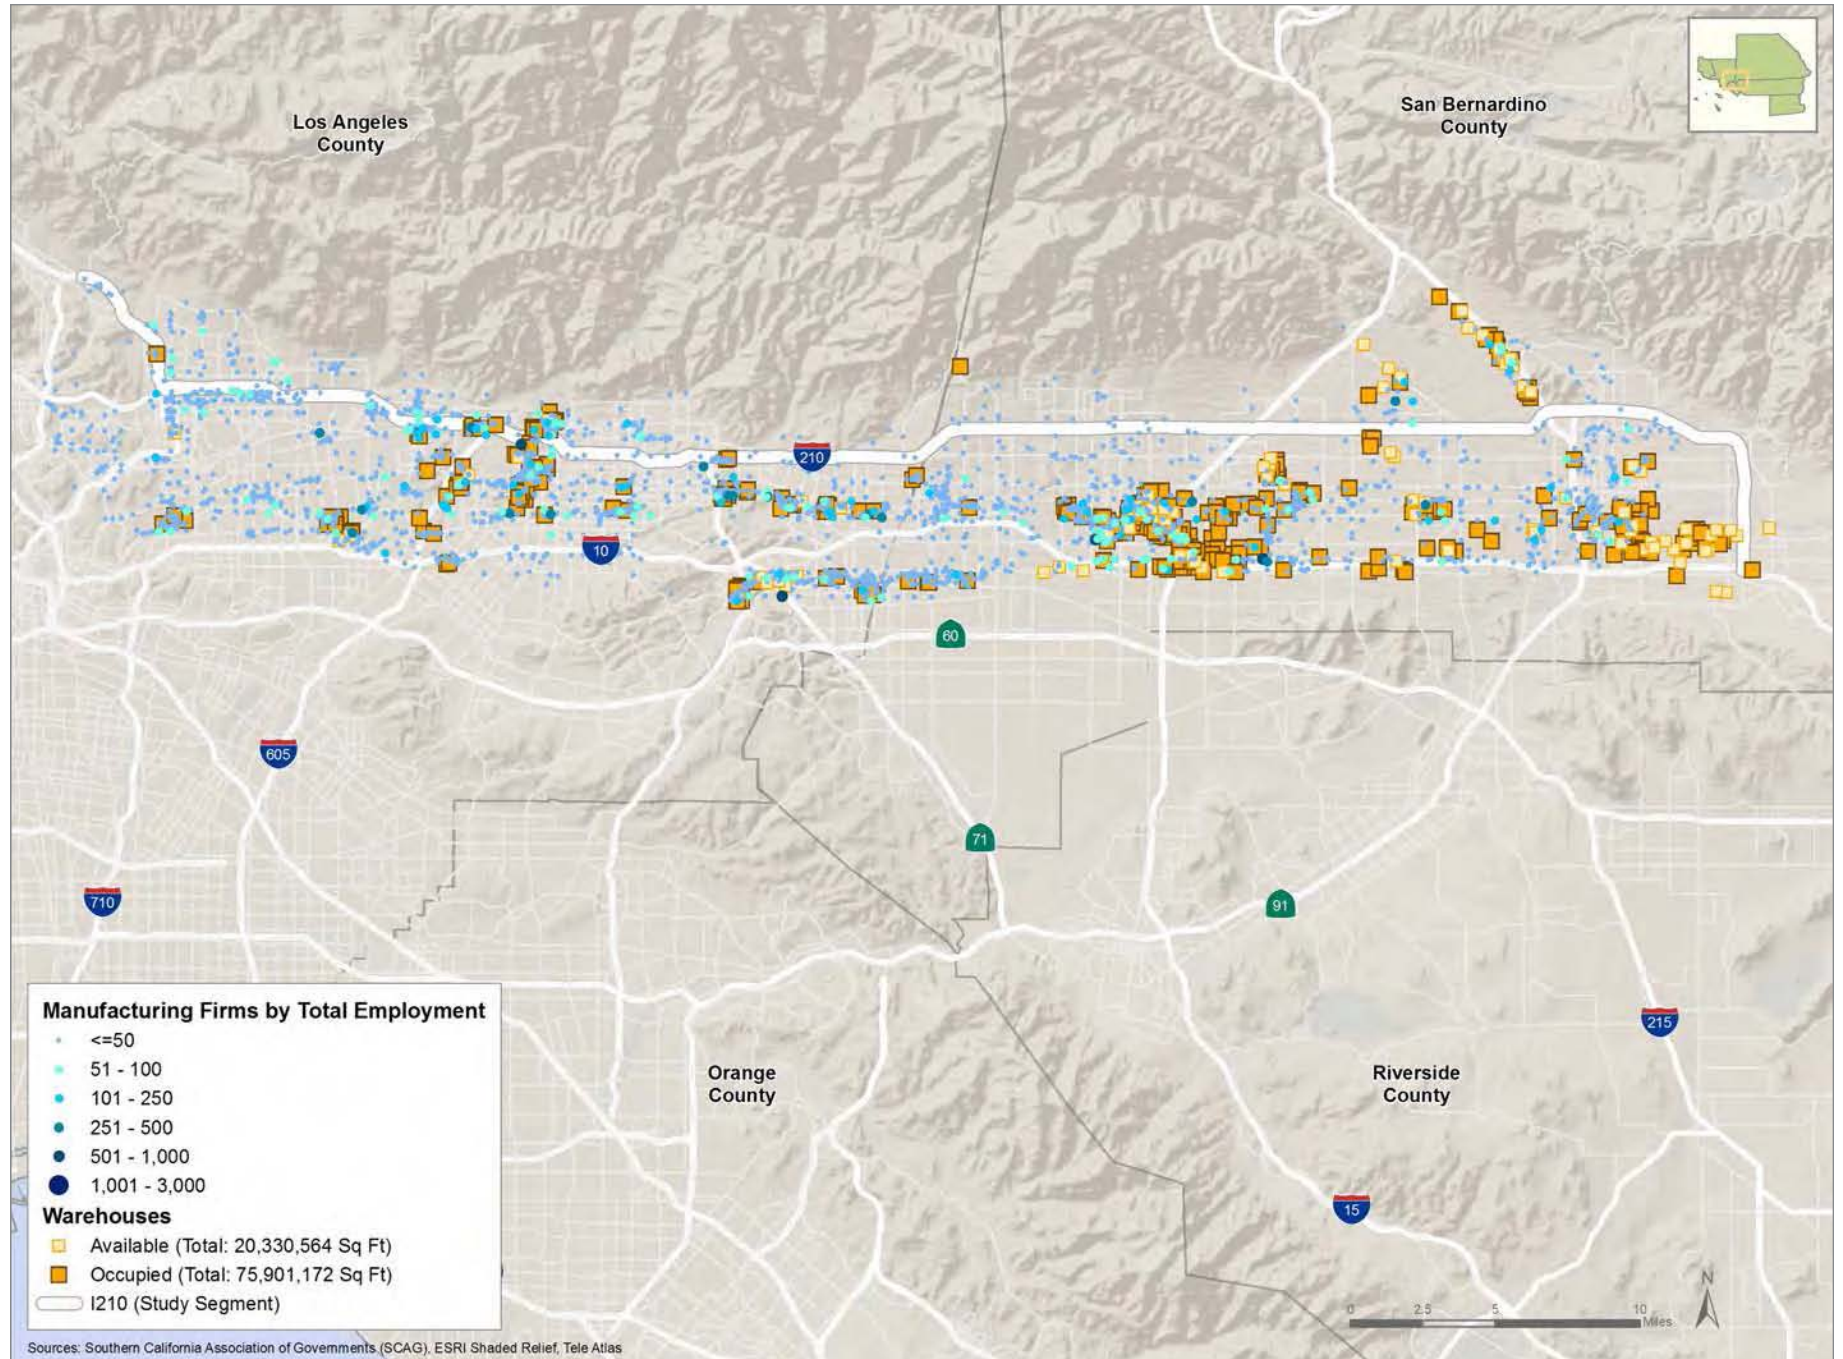 Los Angeles
County
San Bernardino
County
210
10
60
605
71
710
91
215
Orange
County
Riverside
County
15
Manufacturing Firms by Total Employment
<=50
51 - 100
101 - 250
251 - 500
501 - 1,000
1,001 - 3,000
Warehouses
Available (Total: 20,330,564 Sq Ft)
Occupied (Total: 75,901,172 Sq Ft)
I210 (Study Segment)
N
0 2.5 5 10
Miles
Sources: Southern California Association of Governments (SCAG), ESRI Shaded Relief, Tele Atlas